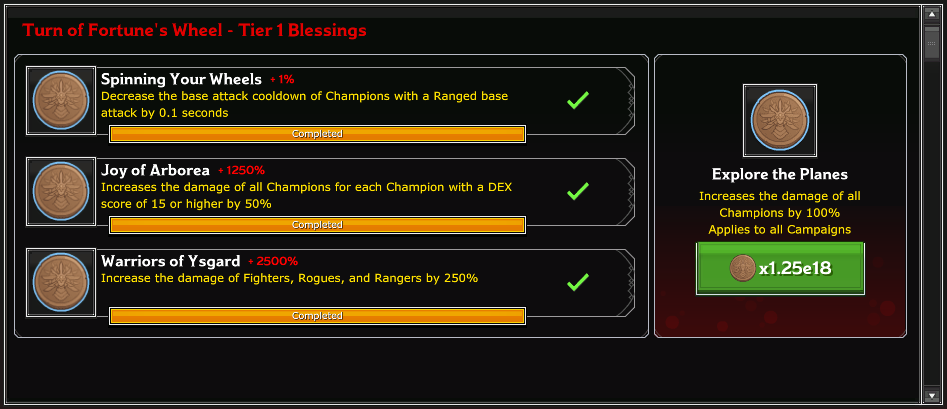 Turn of Fortune's Wheel - Tier 1 Blessings
Spinning Your Wheels + 1%
Decrease the base attack cooldown of Champions with a Ranged base
attack by 0.1 seconds
Completed
Joy of Arborea + 1250%
Increases the damage of all Champions for each Champion with a DEX
score of 15 or higher by 50%
Completed
Warriors of Ysgard + 2500%
Increase the damage of Fighters, Rogues, and Rangers by 250%
Completed
Explore the Planes
Increases the damage of all
Champions by 100%
Applies to all Campaigns
x1.25e18